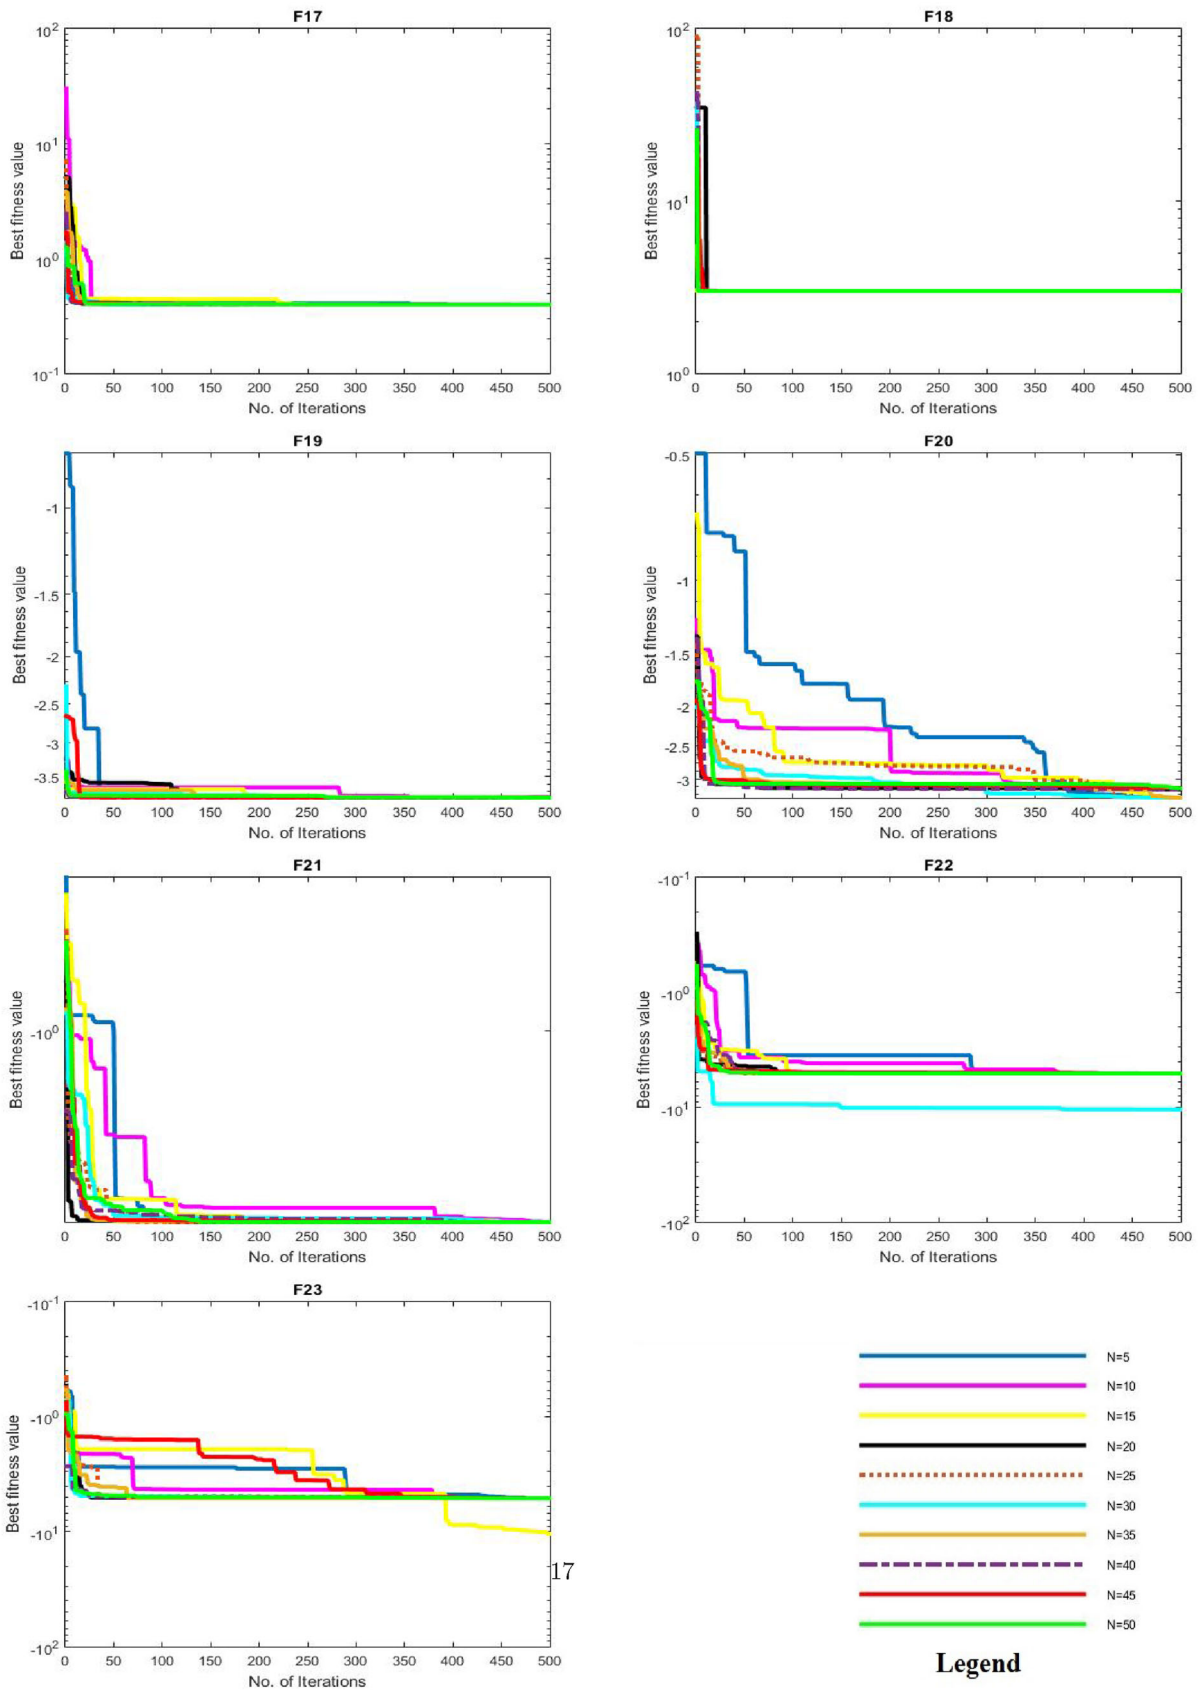 F17
10^2
10^1
10^0
10^-1
Best fitness value
0 50 100 150 200 250 300 350 400 450 500
No. of Iterations
F18
10^2
10^1
10^0
Best fitness value
0 50 100 150 200 250 300 350 400 450 500
No. of Iterations
F19
-1
-1.5
-2
-2.5
-3
-3.5
Best fitness value
0 50 100 150 200 250 300 350 400 450 500
No. of Iterations
F20
-0.5
-1
-1.5
-2
-2.5
-3
Best fitness value
0 50 100 150 200 250 300 350 400 450 500
No. of Iterations
F21
-10^0
Best fitness value
0 50 100 150 200 250 300 350 400 450 500
No. of Iterations
F22
-10^-1
-10^0
-10^1
-10^2
Best fitness value
0 50 100 150 200 250 300 350 400 450 500
No. of Iterations
F23
-10^-1
-10^0
-10^1
-10^2
Best fitness value
0 50 100 150 200 250 300 350 400 450 500
No. of Iterations
N=5
N=10
N=15
N=20
N=25
N=30
N=35
N=40
N=45
N=50
Legend
17